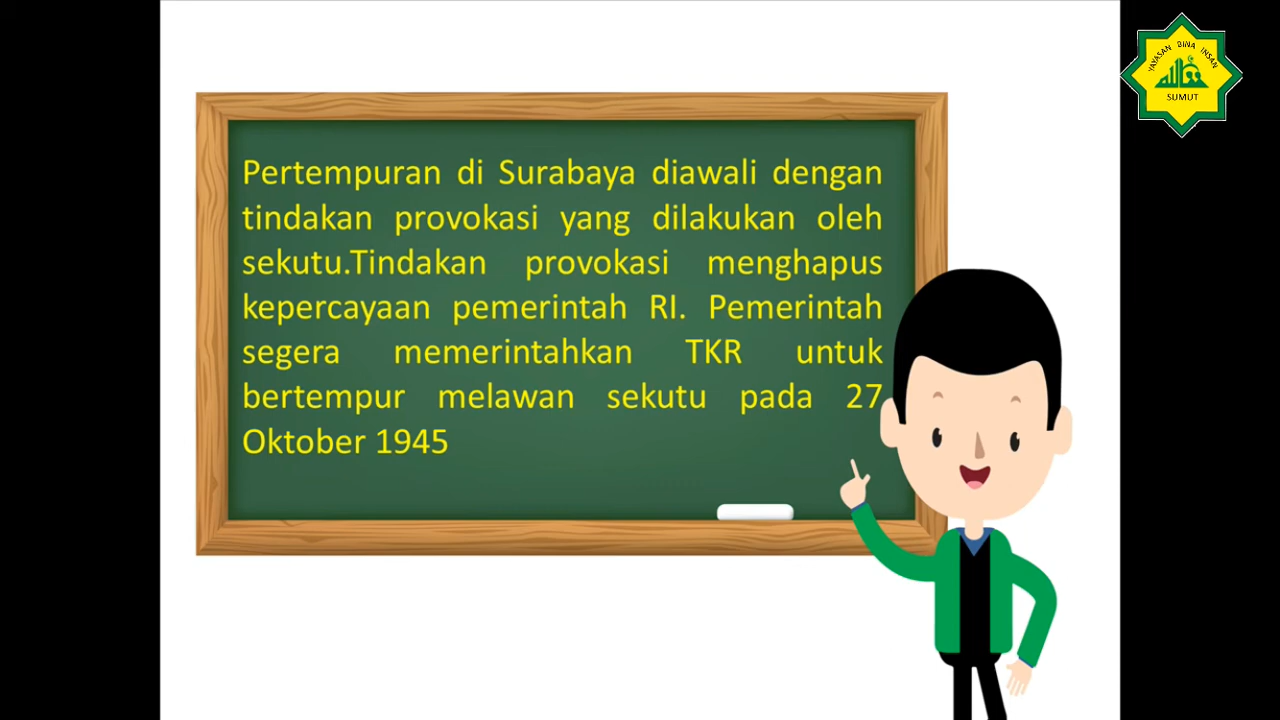 Pertempuran di Surabaya diawali dengan
tindakan provokasi yang dilakukan oleh
sekutu.Tindakan provokasi menghapus
kepercayaan pemerintah RI. Pemerintah
segera memerintahkan TKR untuk
bertempur melawan sekutu pada 27
Oktober 1945
YAYASAN BINA INSAN
SUMUT